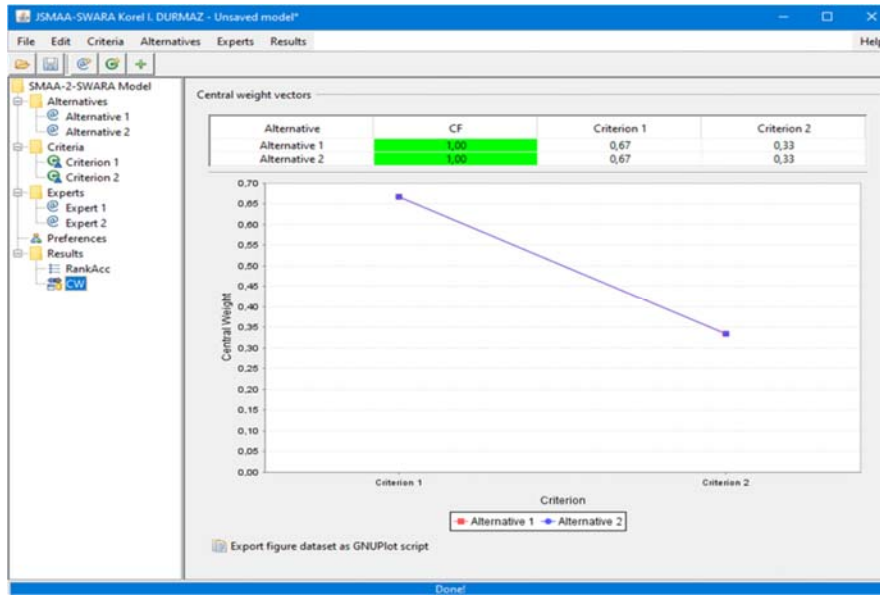 JSMAA-SWARA Korel I. DURMAZ - Unsaved model*
File Edit Criteria Alternatives Experts Results Help
SMAA-2-SWARA Model
Alternatives
Alternative 1
Alternative 2
Criteria
Criterion 1
Criterion 2
Experts
Expert 1
Expert 2
Preferences
Results
RankAcc
CW
Central weight vectors
Alternative CF Criterion 1 Criterion 2
Alternative 1 1,00 0,67 0,33
Alternative 2 1,00 0,67 0,33
Central Weight
0,70
0,65
0,60
0,55
0,50
0,45
0,40
0,35
0,30
0,25
0,20
0,15
0,10
0,05
0,00
Criterion 1 Criterion 2
Criterion
Alternative 1 Alternative 2
Export figure dataset as GNUPlot script
Done!